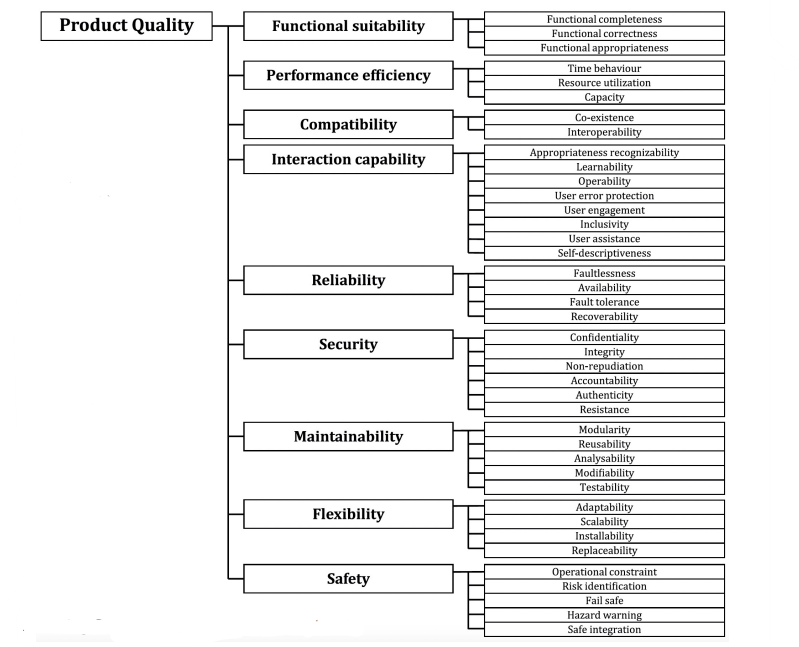 Product Quality
Functional suitability
Functional completeness
Functional correctness
Functional appropriateness
Performance efficiency
Time behaviour
Resource utilization
Capacity
Compatibility
Co-existence
Interoperability
Interaction capability
Appropriateness recognizability
Learnability
Operability
User error protection
User engagement
Inclusivity
User assistance
Self-descriptiveness
Reliability
Faultlessness
Availability
Fault tolerance
Recoverability
Security
Confidentiality
Integrity
Non-repudiation
Accountability
Authenticity
Resistance
Maintainability
Modularity
Reusability
Analysability
Modifiability
Testability
Flexibility
Adaptability
Scalability
Installability
Replaceability
Safety
Operational constraint
Risk identification
Fail safe
Hazard warning
Safe integration